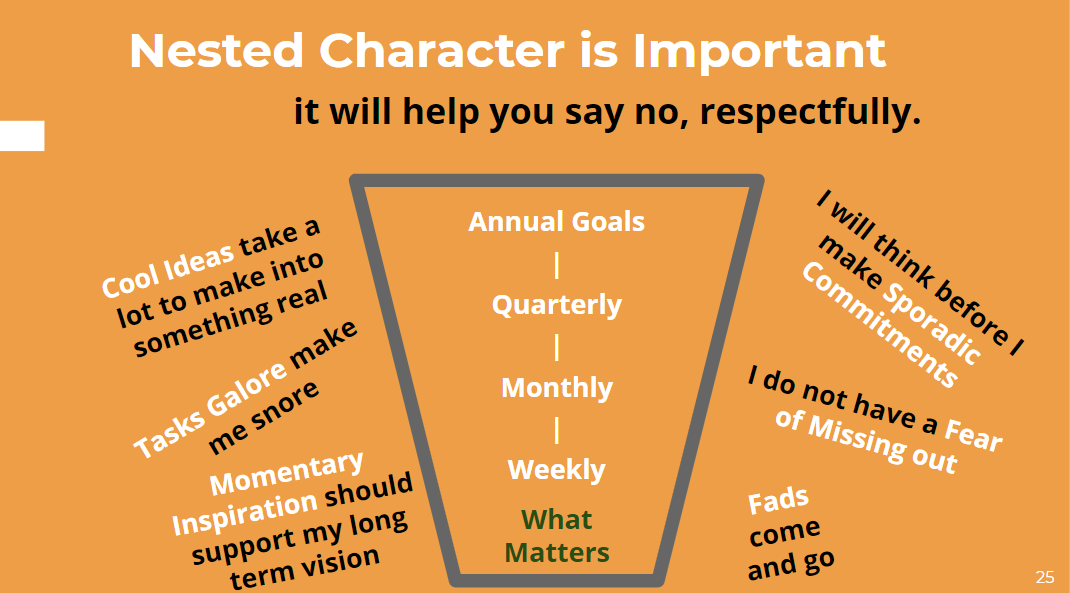 Nested Character is Important
it will help you say no, respectfully.
Cool Ideas take a
lot to make into
something real
Tasks Galore make
me snore
Momentary
Inspiration should
support my long
term vision
Annual Goals
|
Quarterly
|
Monthly
|
Weekly
What
Matters
I will think before I
make Sporadic
Commitments
I do not have a Fear
of Missing out
Fads
come
and go
25